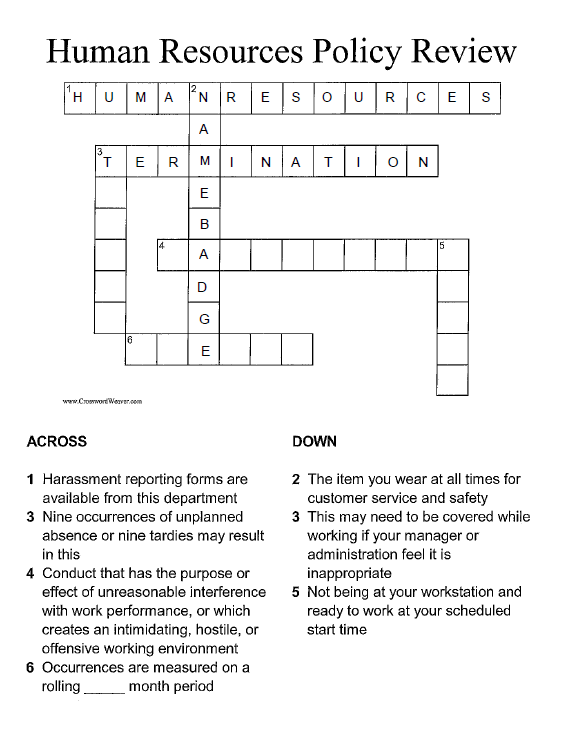 Human Resources Policy Review
1 H U M A 2 N R E S O U R C E S
A
3 T E R M I N A T I O N
E
B
4 A 5
D
G
6 E
www.CrosswordWeaver.com
ACROSS
1 Harassment reporting forms are
available from this department
3 Nine occurrences of unplanned
absence or nine tardies may result
in this
4 Conduct that has the purpose or
effect of unreasonable interference
with work performance, or which
creates an intimidating, hostile, or
offensive working environment
6 Occurrences are measured on a
rolling _____ month period
DOWN
2 The item you wear at all times for
customer service and safety
3 This may need to be covered while
working if your manager or
administration feel it is
inappropriate
5 Not being at your workstation and
ready to work at your scheduled
start time